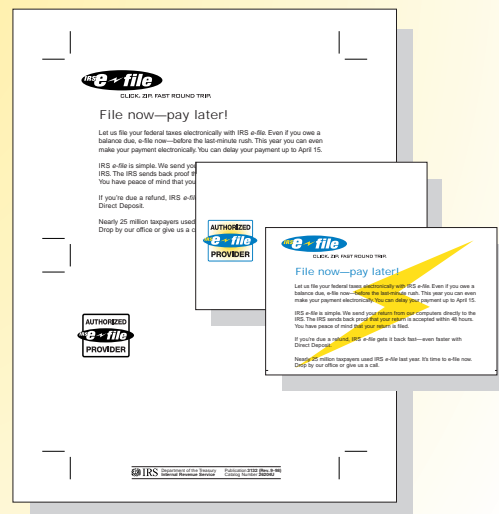 IRS e file
CLICK. ZIP. FAST ROUND TRIP.
File now—pay later!
Let us file your federal taxes electronically with IRS e-file. Even if you owe a
balance due, e-file now—before the last-minute rush. This year you can even
make your payment electronically. You can delay your payment up to April 15.
IRS e-file is simple. We send you
IRS. The IRS sends back proof th
You have peace of mind that you
If you're due a refund, IRS e-fil
Direct Deposit.
Nearly 25 million taxpayers used
Drop by our office or give us a c
AUTHORIZED
IRS e file
PROVIDER
AUTHORIZED
IRS e file
PROVIDER
IRS e file
CLICK. ZIP. FAST ROUND TRIP.
File now—pay later!
Let us file your federal taxes electronically with IRS e-file. Even if you owe a
balance due, e-file now—before the last-minute rush. This year you can even
make your payment electronically. You can delay your payment up to April 15.
IRS e-file is simple. We send your return from our computers directly to the
IRS. The IRS sends back proof that your return is accepted within 48 hours.
You have peace of mind that your return is filed.
If you're due a refund, IRS e-file gets it back fast—even faster with
Direct Deposit.
Nearly 25 million taxpayers used IRS e-file last year. It's time to e-file now.
Drop by our office or give us a call.
IRS
Department of the Treasury
Internal Revenue Service
Publication 3122 (Rev. 9-98)
Catalog Number 26204U